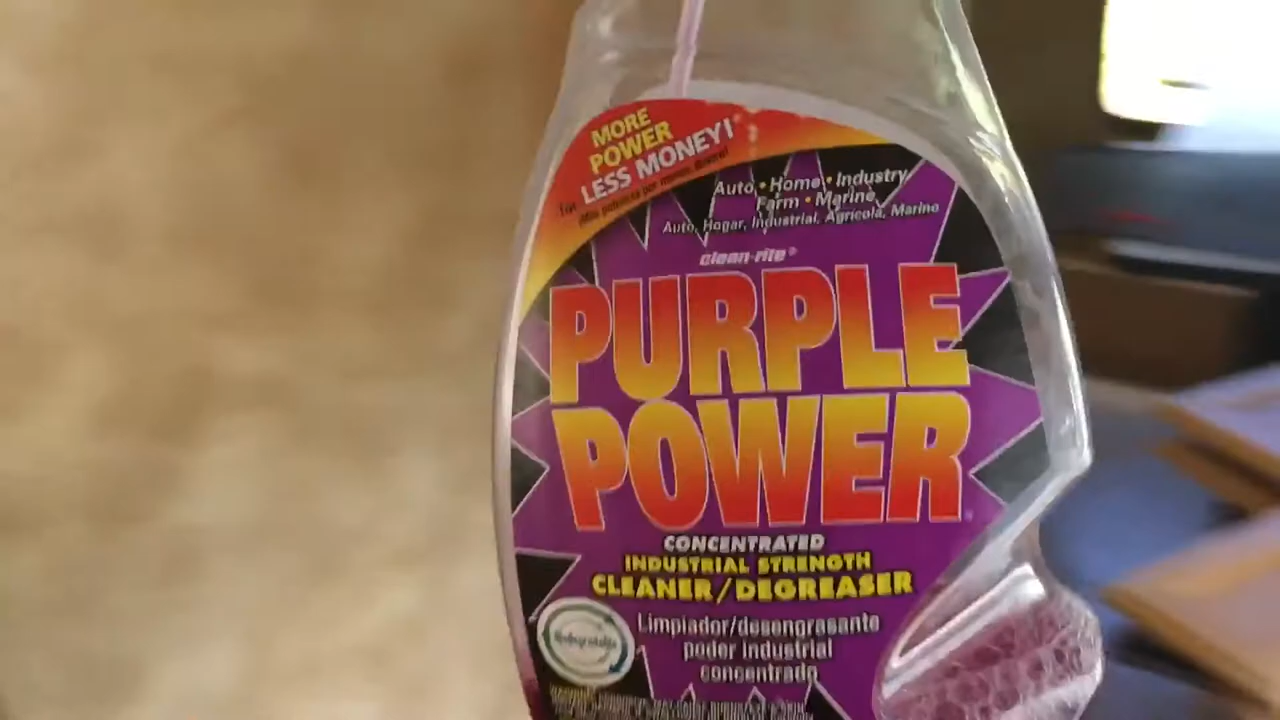 MORE
POWER
LESS MONEY!
Auto • Home • Industry
Farm • Marine
Auto, Hogar, Industrial, Agricola, Marino
clean-rite®
PURPLE
POWER
CONCENTRATED
INDUSTRIAL STRENGTH
CLEANER/DEGREASER
Biodegradable
Limpiador/desengrasante
poder industrial
concentrado